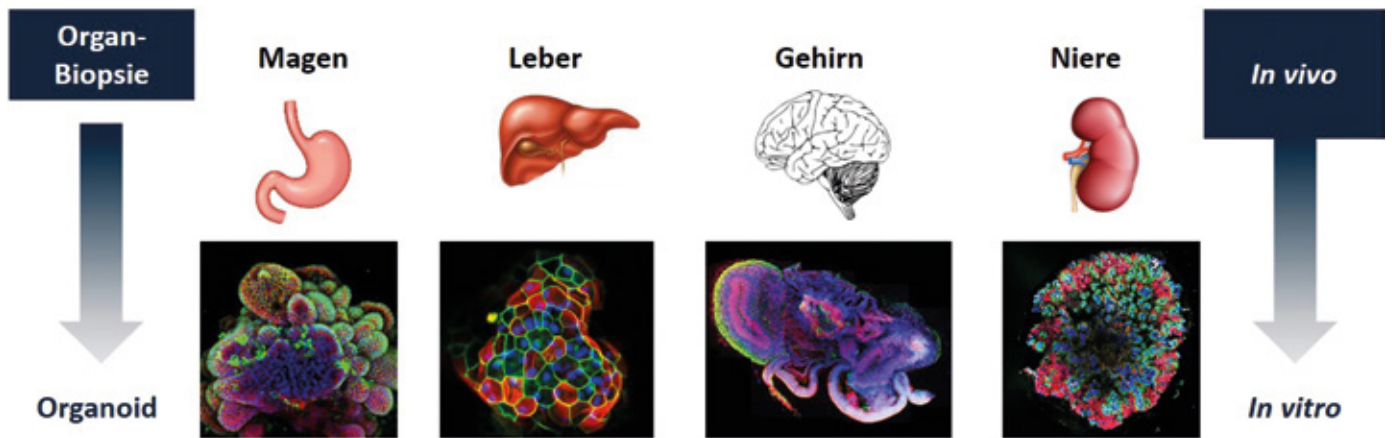 Organ-
Biopsie
Magen
Leber
Gehirn
Niere
In vivo
Organoid
In vitro